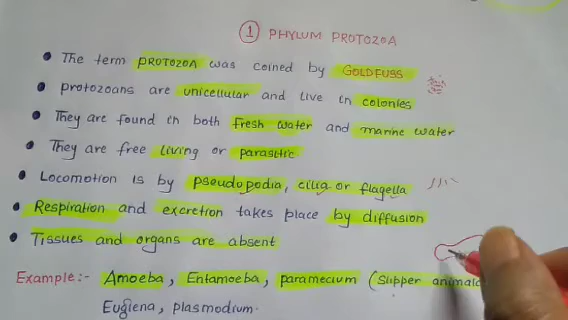 ① PHYLUM PROTOZOA
• The term PROTOZOA was coined by GOLDFUSS
• protozoans are unicellular and live in colonies
• They are found in both fresh water and marine water
• They are free living or parasitic
• Locomotion is by pseudopodia, cilia or flagella
• Respiration and excretion takes place by diffusion
• Tissues and organs are absent
Example:- Amoeba, Entamoeba, paramecium (slipper
Euglena, plasmodium.